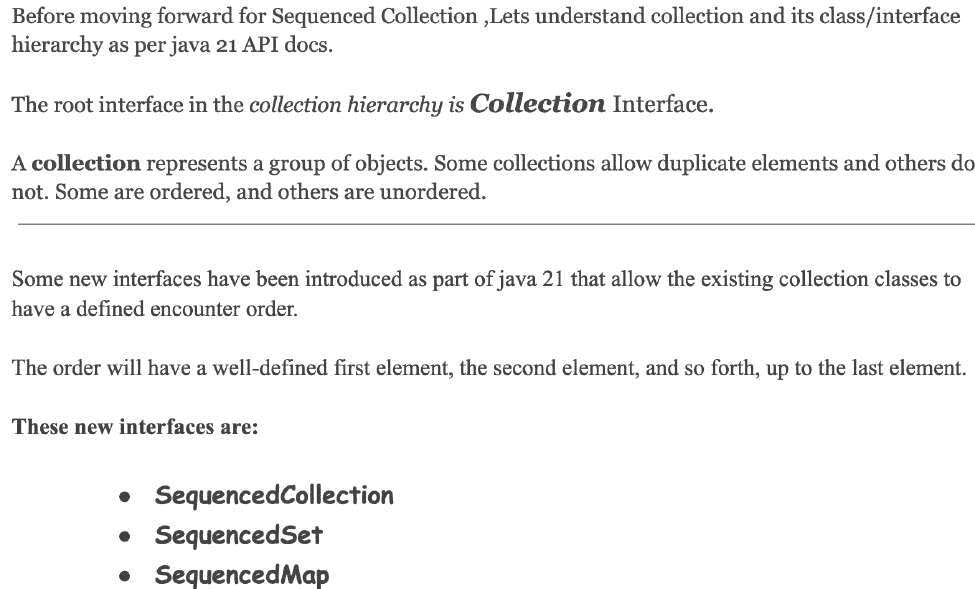 Before moving forward for Sequenced Collection ,Lets understand collection and its class/interface
hierarchy as per java 21 API docs.
The root interface in the collection hierarchy is Collection Interface.
A collection represents a group of objects. Some collections allow duplicate elements and others do
not. Some are ordered, and others are unordered.
Some new interfaces have been introduced as part of java 21 that allow the existing collection classes to
have a defined encounter order.
The order will have a well-defined first element, the second element, and so forth, up to the last element.
These new interfaces are:
● SequencedCollection
● SequencedSet
● SequencedMap